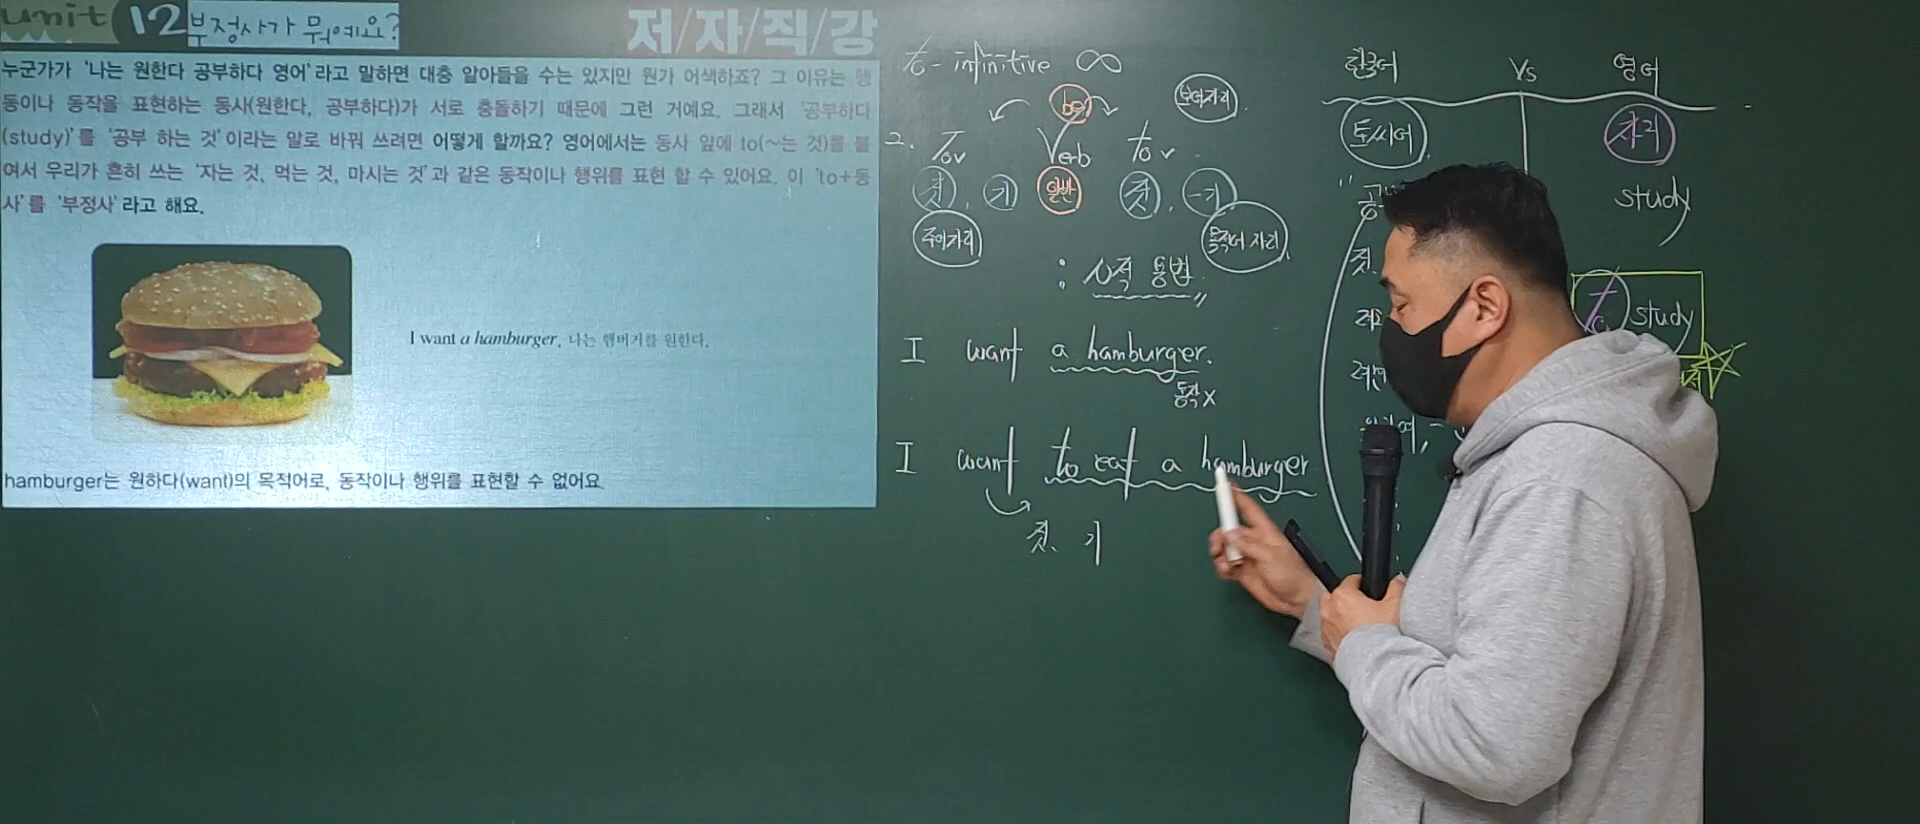 unit 12 부정사가 뭐예요?
저/자/직/강
누군가가 '나는 원한다 공부하다 영어'라고 말하면 대충 알아들을 수는 있지만 뭔가 어색하죠? 그 이유는 행
동이나 동작을 표현하는 동사(원한다, 공부하다)가 서로 충돌하기 때문에 그런 거예요. 그래서 '공부하다
(study)'를 '공부 하는 것'이라는 말로 바꿔 쓰려면 어떻게 할까요? 영어에서는 동사 앞에 to(~는 것)를 붙
여서 우리가 흔히 쓰는 '자는 것, 먹는 것, 마시는 것'과 같은 동작이나 행위를 표현 할 수 있어요. 이 'to+동
사'를 '부정사'라고 해요.
I want a hamburger. 나는 햄버거를 원한다.
hamburger는 원하다(want)의 목적어로, 동작이나 행위를 표현할 수 없어요.
to-infinitive ∞
be
보어자리
2. To v Verb to v
것, 기 일반 것, -기
주어자리 목적어 자리
: 명사적 용법
I want a hamburger.
동작 X
I want to eat a hamburger
것, 기
한국어 vs 영어
토씨어 자리
study
것
to study